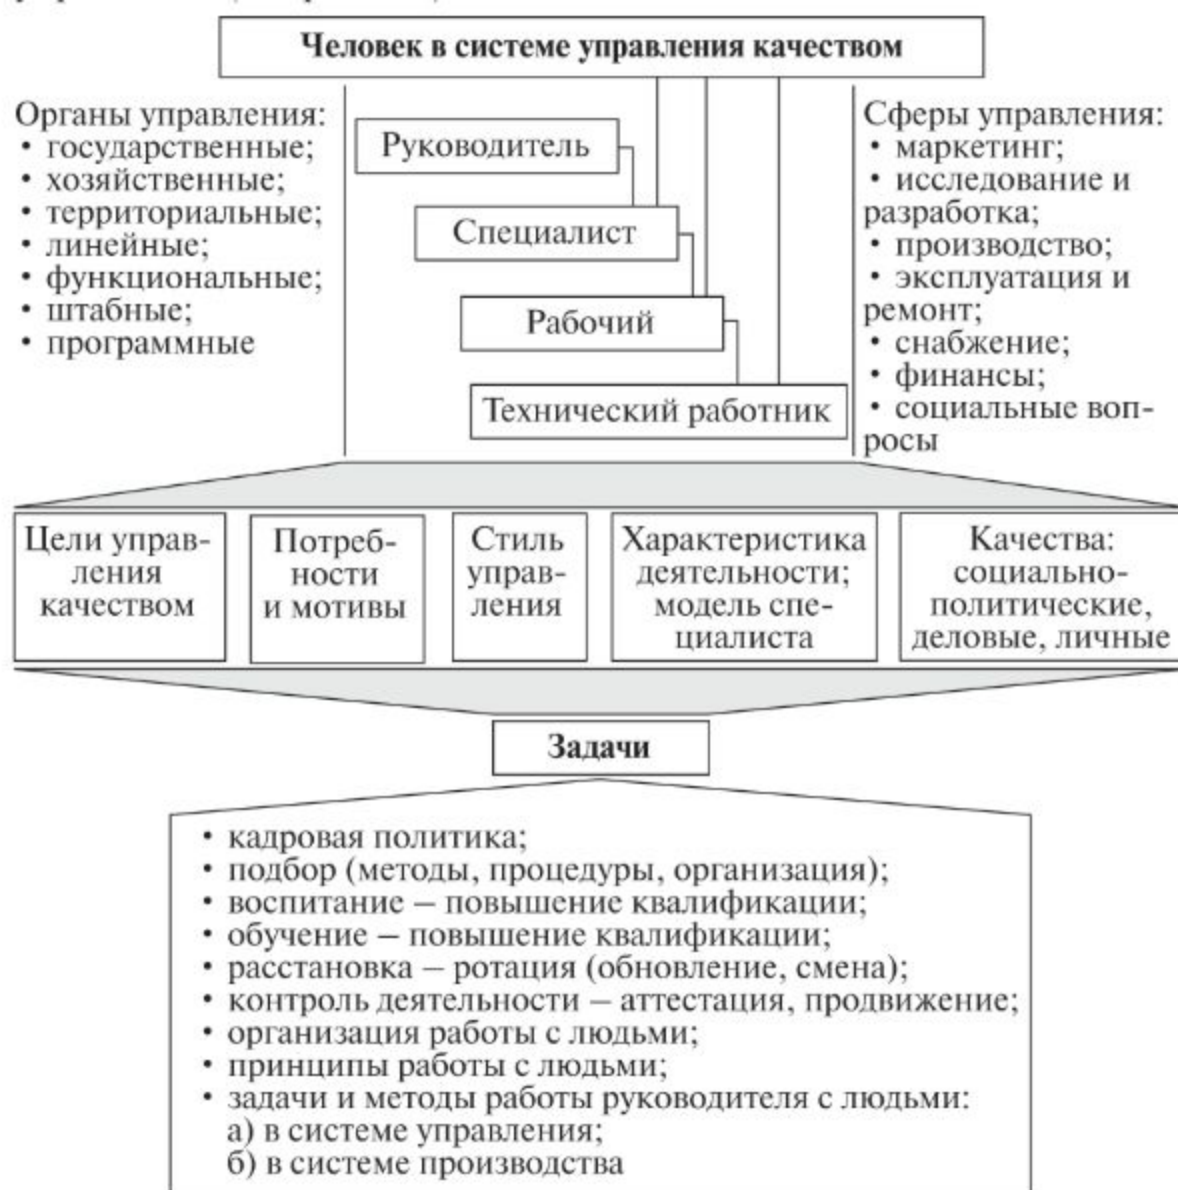 Человек в системе управления качеством
Органы управления:
• государственные;
• хозяйственные;
• территориальные;
• линейные;
• функциональные;
• штабные;
• программные
Руководитель
Специалист
Рабочий
Технический работник
Сферы управления:
• маркетинг;
• исследование и
разработка;
• производство;
• эксплуатация и
ремонт;
• снабжение;
• финансы;
• социальные воп-
росы
Цели управ-
ления
качеством
Потреб-
ности
и мотивы
Стиль
управ-
ления
Характеристика
деятельности;
модель спе-
циалиста
Качества:
социально-
политические,
деловые, личные
Задачи
• кадровая политика;
• подбор (методы, процедуры, организация);
• воспитание – повышение квалификации;
• обучение – повышение квалификации;
• расстановка – ротация (обновление, смена);
• контроль деятельности – аттестация, продвижение;
• организация работы с людьми;
• принципы работы с людьми;
• задачи и методы работы руководителя с людьми:
а) в системе управления;
б) в системе производства